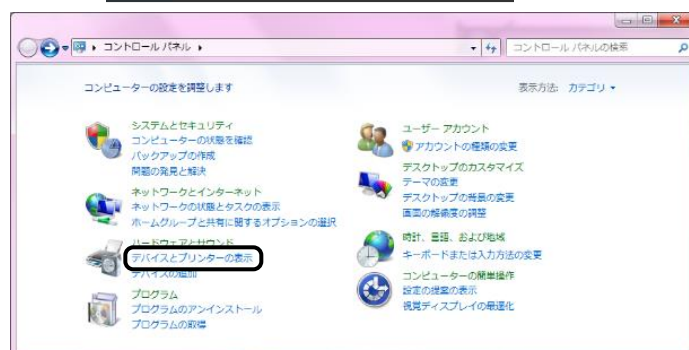 コントロール パネル
コントロール パネルの検索
コンピューターの設定を調整します
表示方法: カテゴリ
システムとセキュリティ
コンピューターの状態を確認
バックアップの作成
問題の発見と解決
ネットワークとインターネット
ネットワークの状態とタスクの表示
ホームグループと共有に関するオプションの選択
ハードウェアとサウンド
デバイスとプリンターの表示
デバイスの追加
プログラム
プログラムのアンインストール
プログラムの取得
ユーザー アカウント
アカウントの種類の変更
デスクトップのカスタマイズ
テーマの変更
デスクトップの背景の変更
画面の解像度の調整
時計、言語、および地域
キーボードまたは入力方法の変更
コンピューターの簡単操作
設定の提案の表示
視覚ディスプレイの最適化